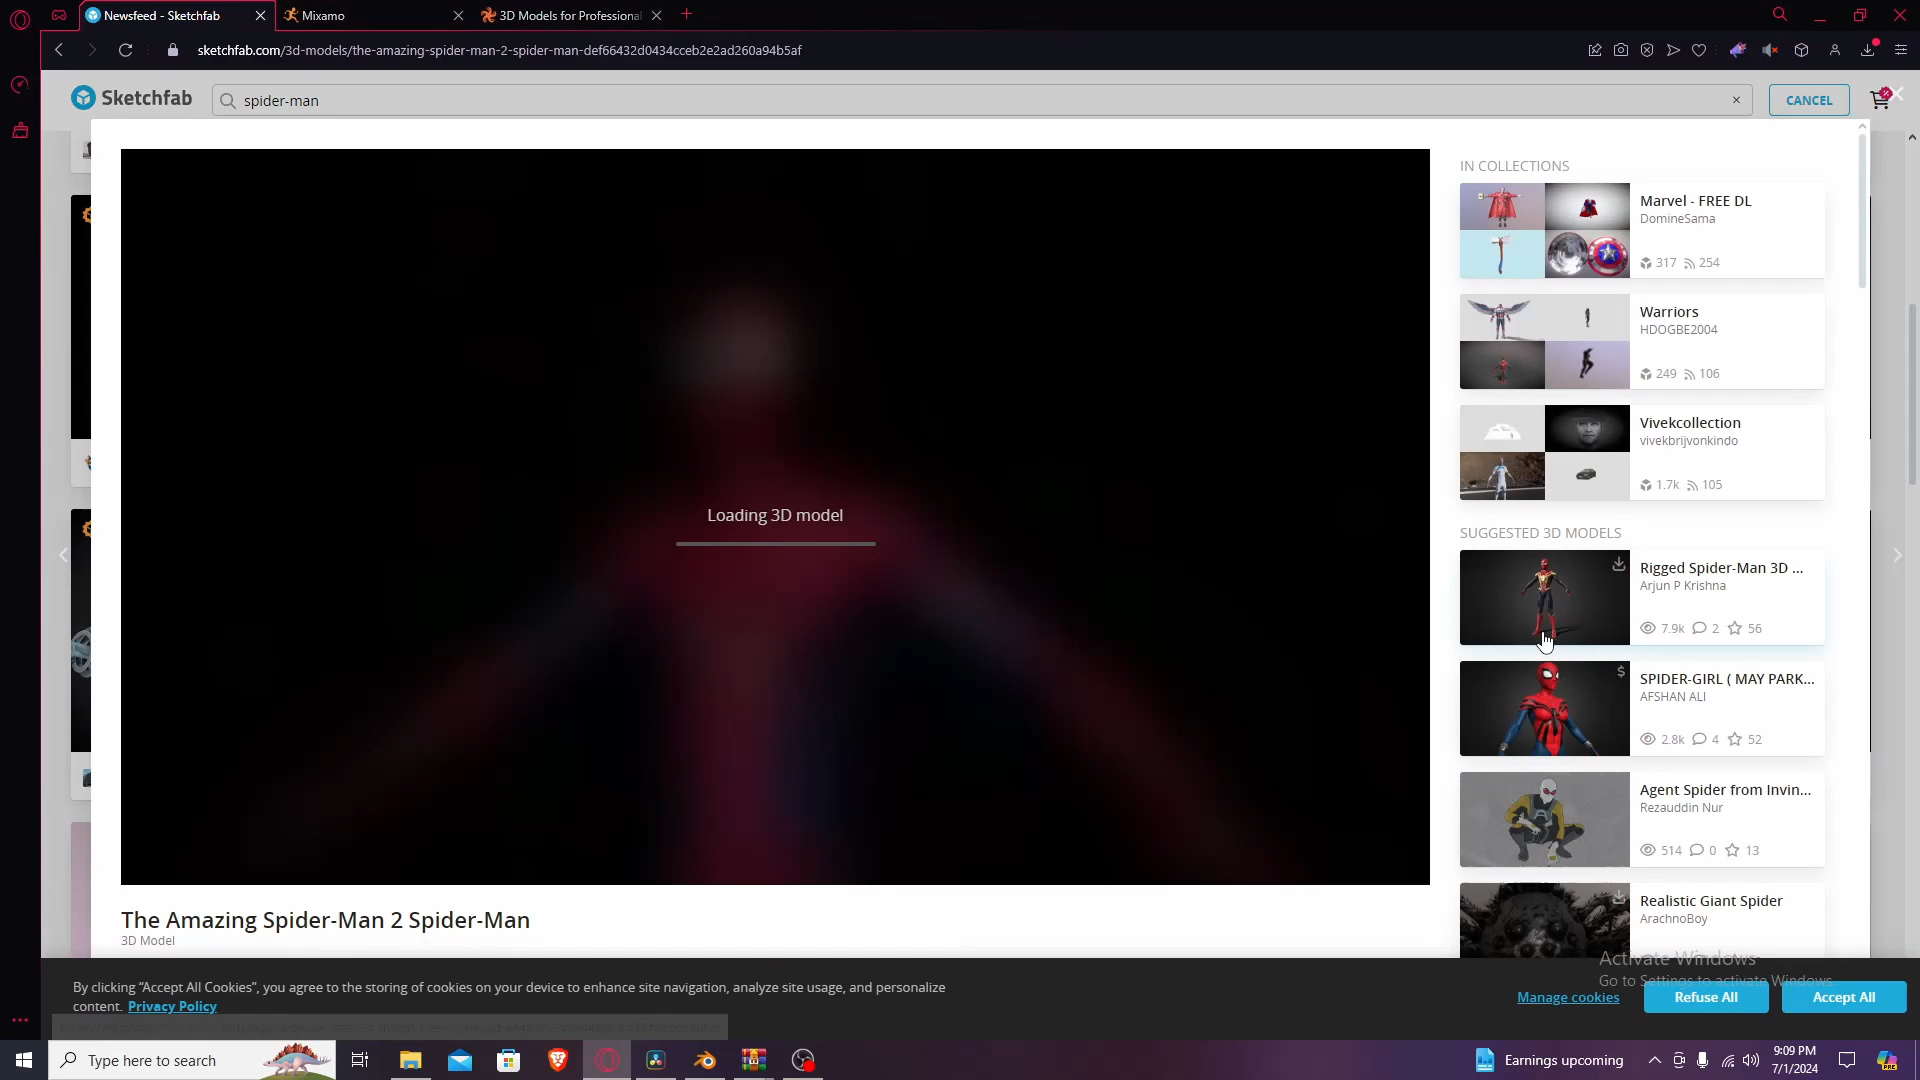 Newsfeed - Sketchfab
Mixamo
3D Models for Professional
sketchfab.com/3d-models/the-amazing-spider-man-2-spider-man-def66432d0434cceb2e2ad260a94b5af
Sketchfab
spider-man
CANCEL
Loading 3D model
The Amazing Spider-Man 2 Spider-Man
3D Model
IN COLLECTIONS
Marvel - FREE DL
DomineSama
317 254
Warriors
HDOGBE2004
249 106
Vivekcollection
vivekbrijvonkindo
1.7k 105
SUGGESTED 3D MODELS
Rigged Spider-Man 3D ...
Arjun P Krishna
7.9k 2 56
$
SPIDER-GIRL ( MAY PARK...
AFSHAN ALI
2.8k 4 52
Agent Spider from Invin...
Rezauddin Nur
514 0 13
Realistic Giant Spider
ArachnoBoy
Activate Windows
Go to Settings to activate Windows.
By clicking “Accept All Cookies”, you agree to the storing of cookies on your device to enhance site navigation, analyze site usage, and personalize
content. Privacy Policy
Manage cookies
Refuse All
Accept All
Type here to search
Earnings upcoming
9:09 PM
7/1/2024
PRE